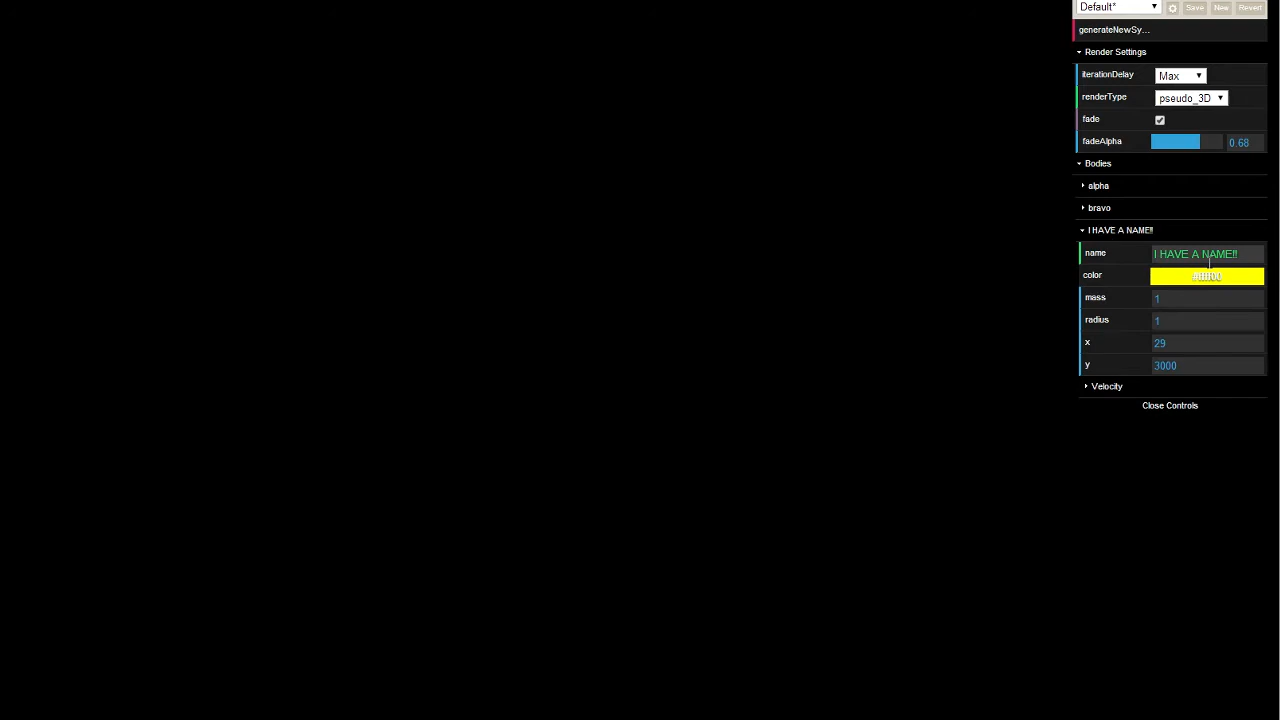 Default* Save New Revert
generateNewSy...
Render Settings
iterationDelay Max
renderType pseudo_3D
fade
fadeAlpha 0.68
Bodies
alpha
bravo
I HAVE A NAME!!
name I HAVE A NAME!!
color #ffff00
mass 1
radius 1
x 29
y 3000
Velocity
Close Controls